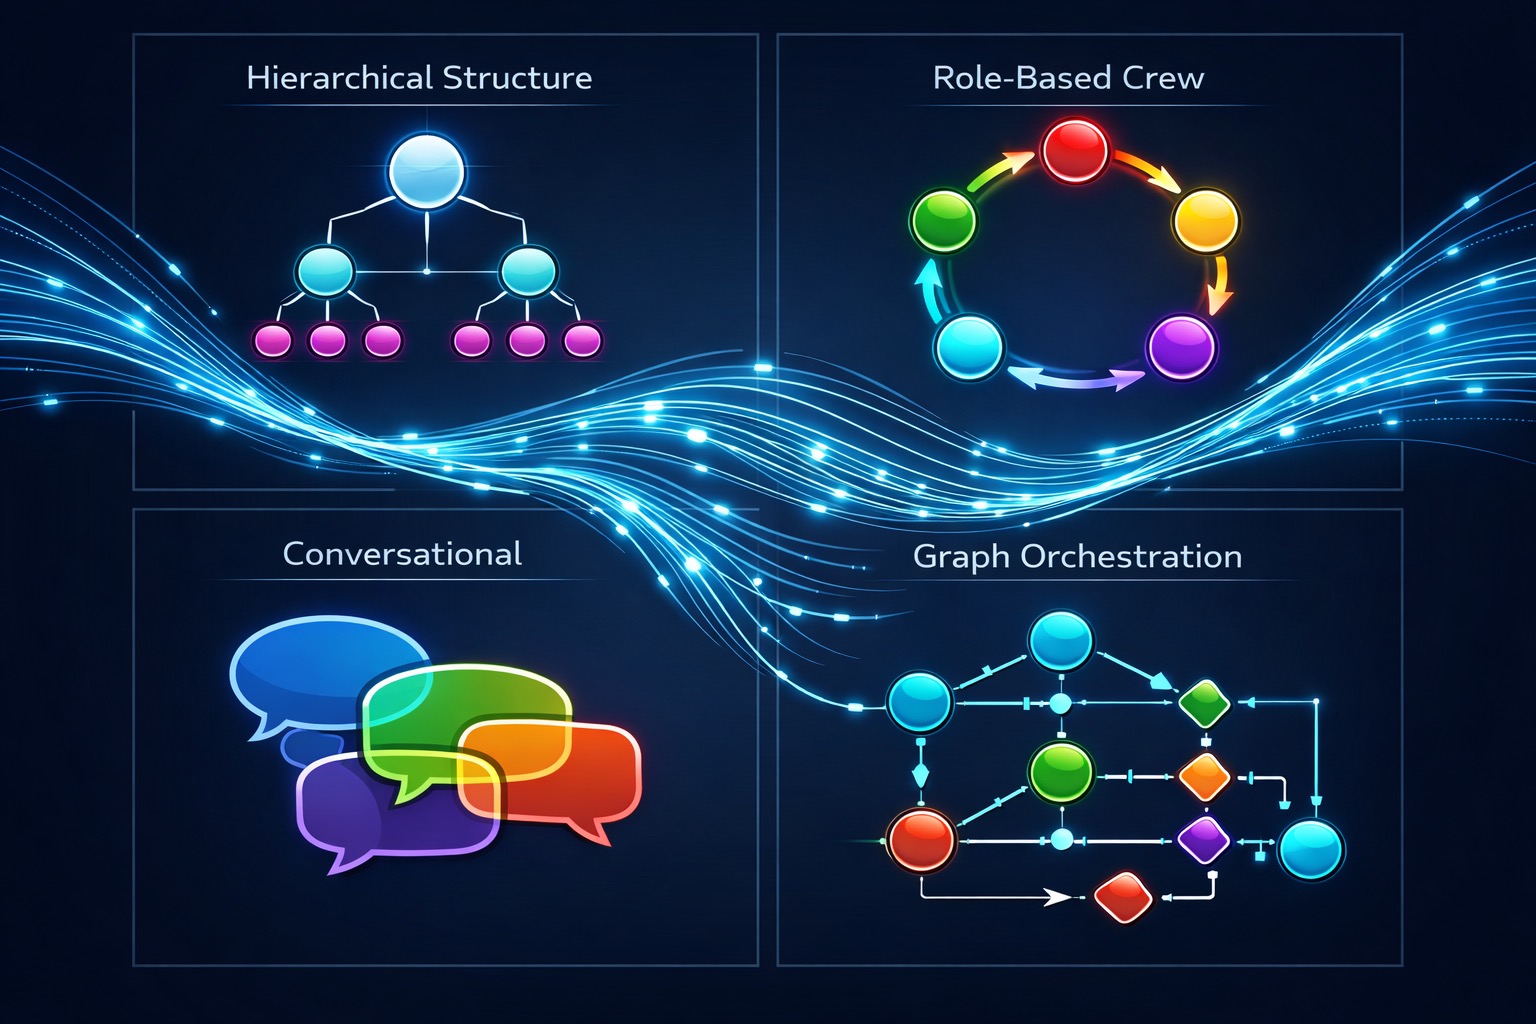 Hierarchical Structure
Role-Based Crew
Conversational
Graph Orchestration